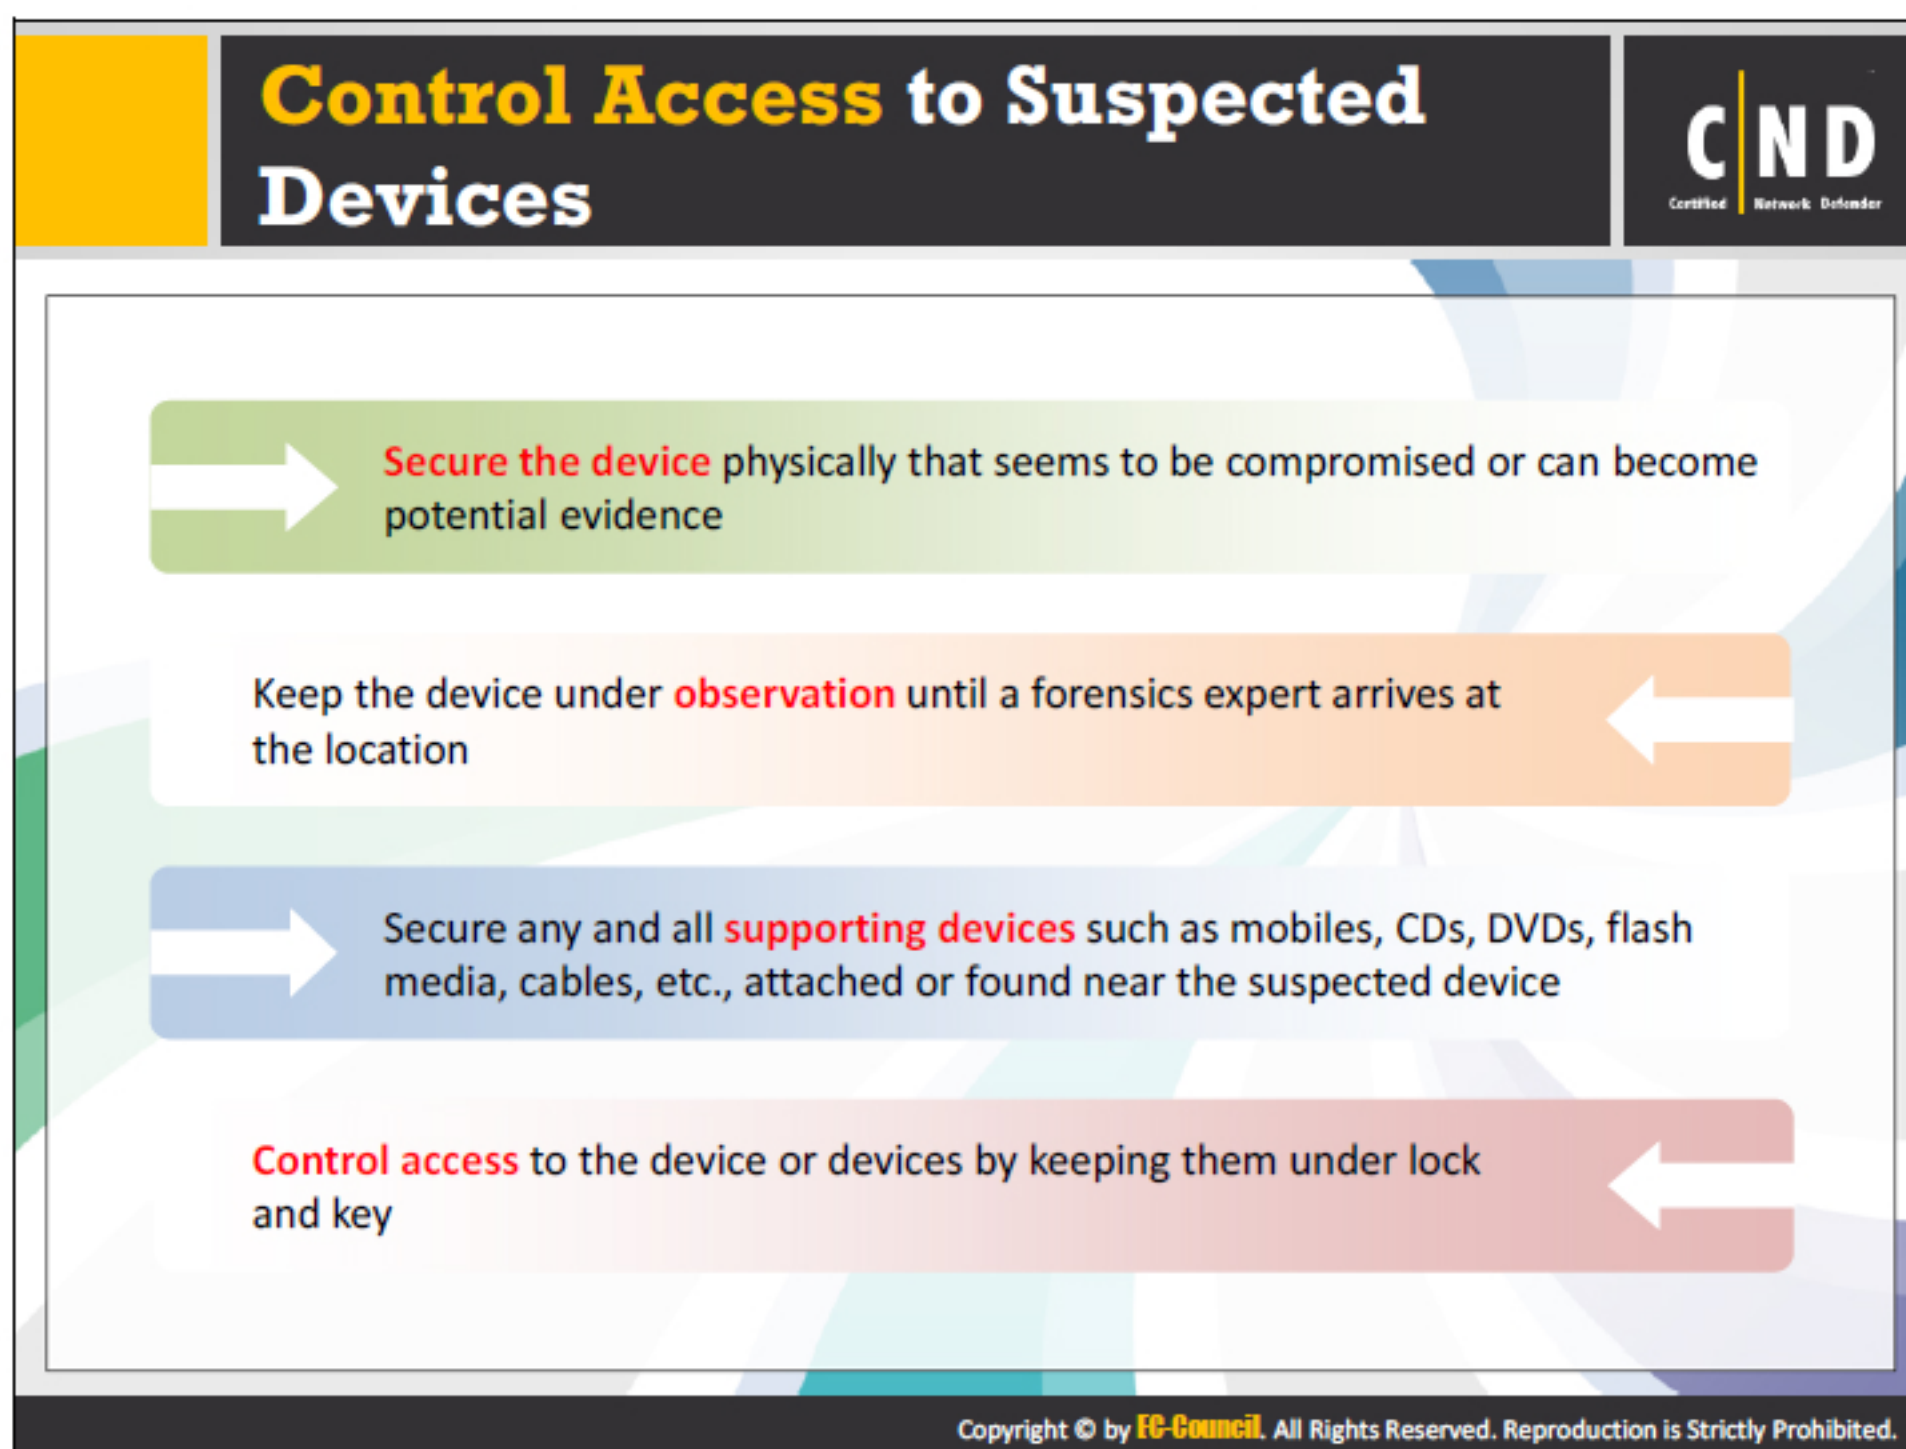 Control Access to Suspected
Devices
C|ND
Certified Network Defender
Secure the device physically that seems to be compromised or can become
potential evidence
Keep the device under observation until a forensics expert arrives at
the location
Secure any and all supporting devices such as mobiles, CDs, DVDs, flash
media, cables, etc., attached or found near the suspected device
Control access to the device or devices by keeping them under lock
and key
Copyright © by EC-Council. All Rights Reserved. Reproduction is Strictly Prohibited.